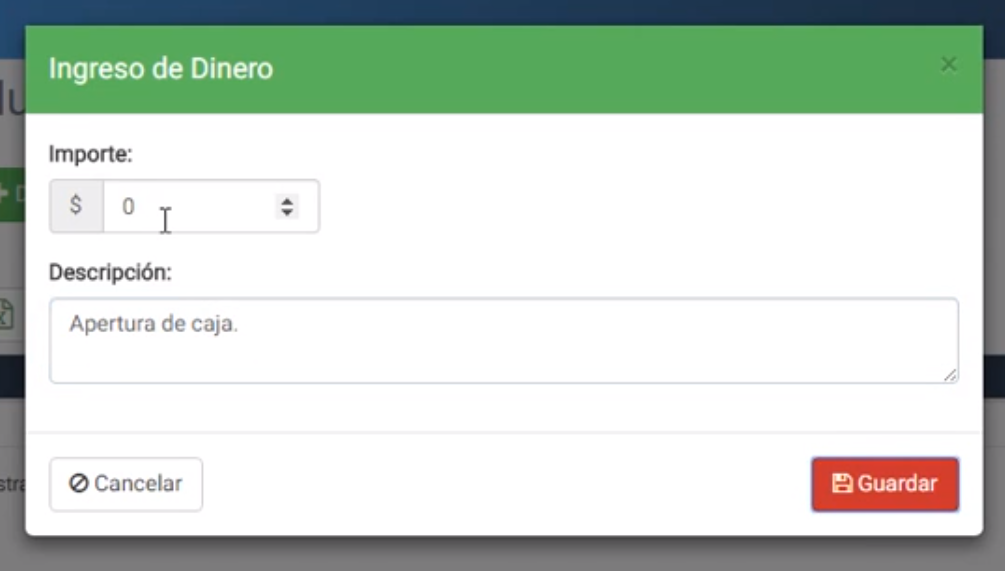 Ingreso de Dinero
×
Importe:
$ 0
Descripción:
Apertura de caja.
Cancelar
Guardar